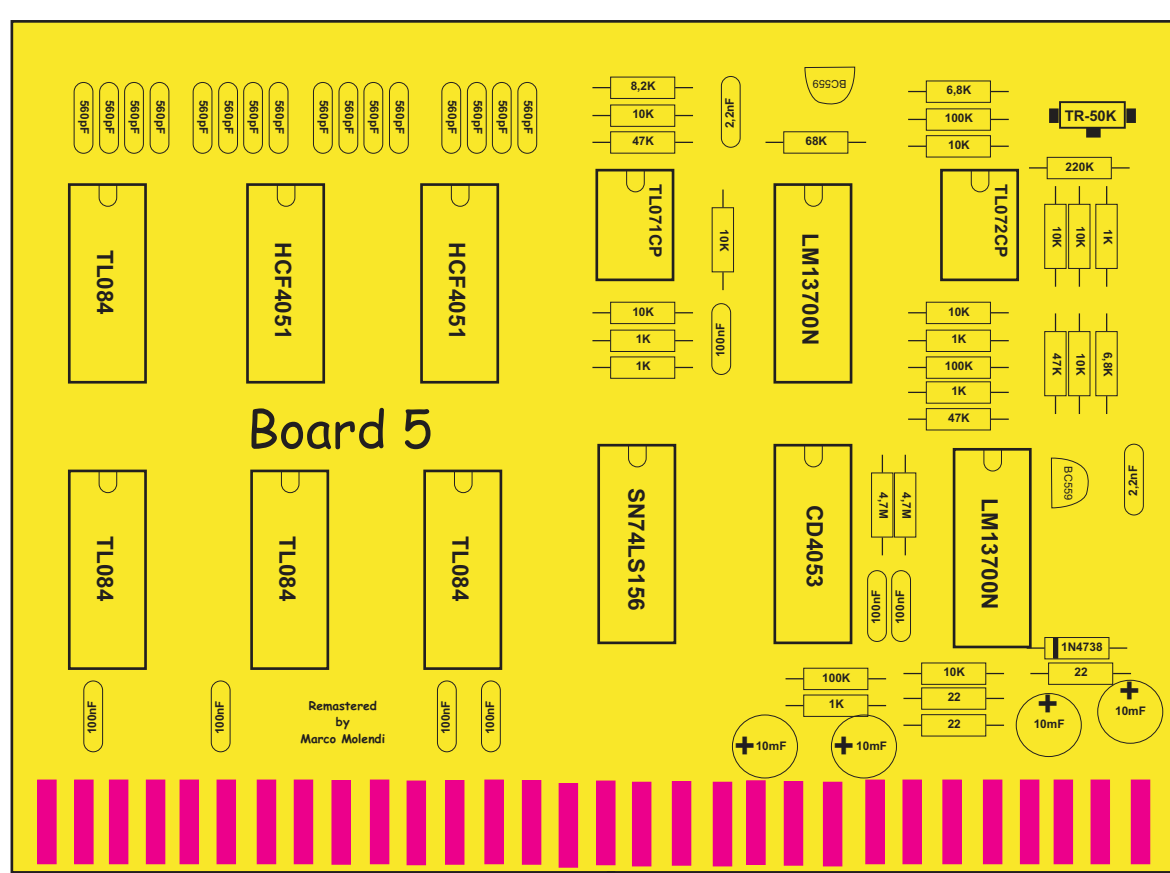 560pF 560pF 560pF 560pF
560pF 560pF 560pF 560pF
560pF 560pF 560pF 560pF
560pF 560pF 560pF 560pF
8,2K
10K
47K
2,2nF
BC559
68K
6,8K
100K
10K
TR-50K
220K
TL084
HCF4051
HCF4051
TL071CP
10K
LM13700N
TL072CP
10K
10K
1K
10K
1K
1K
100nF
10K
1K
100K
1K
47K
47K
10K
6,8K
Board 5
TL084
TL084
TL084
SN74LS156
CD4053
4,7M
4,7M
LM13700N
BC559
2,2nF
100nF
100nF
1N4738
22
100K
1K
10K
22
22
100nF
100nF
Remastered
by
Marco Molendi
100nF
100nF
10mF
10mF
10mF
10mF